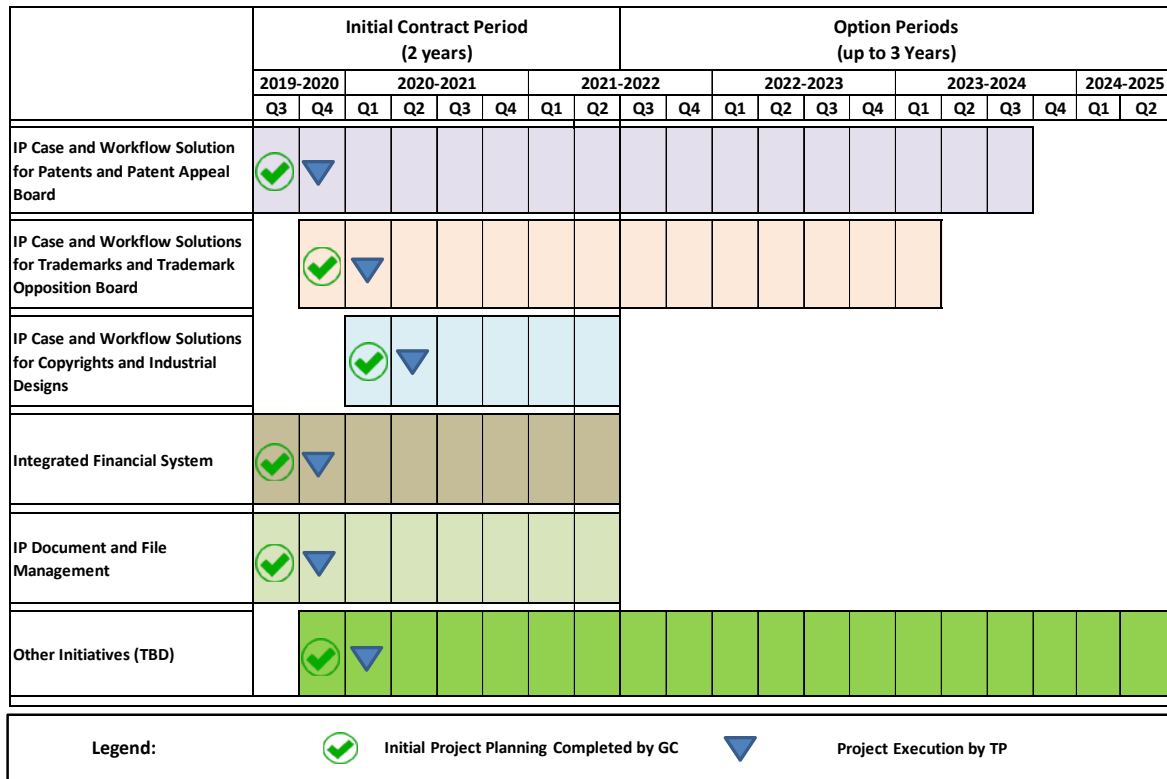 Initial Contract Period
(2 years)
Option Periods
(up to 3 Years)
2019-2020 2020-2021 2021-2022 2022-2023 2023-2024 2024-2025
Q3 Q4 Q1 Q2 Q3 Q4 Q1 Q2 Q3 Q4 Q1 Q2 Q3 Q4 Q1 Q2 Q3 Q4 Q1 Q2
IP Case and Workflow Solution
for Patents and Patent Appeal
Board
IP Case and Workflow Solutions
for Trademarks and Trademark
Opposition Board
IP Case and Workflow Solutions
for Copyrights and Industrial
Designs
Integrated Financial System
IP Document and File
Management
Other Initiatives (TBD)
Legend: Initial Project Planning Completed by GC Project Execution by TP